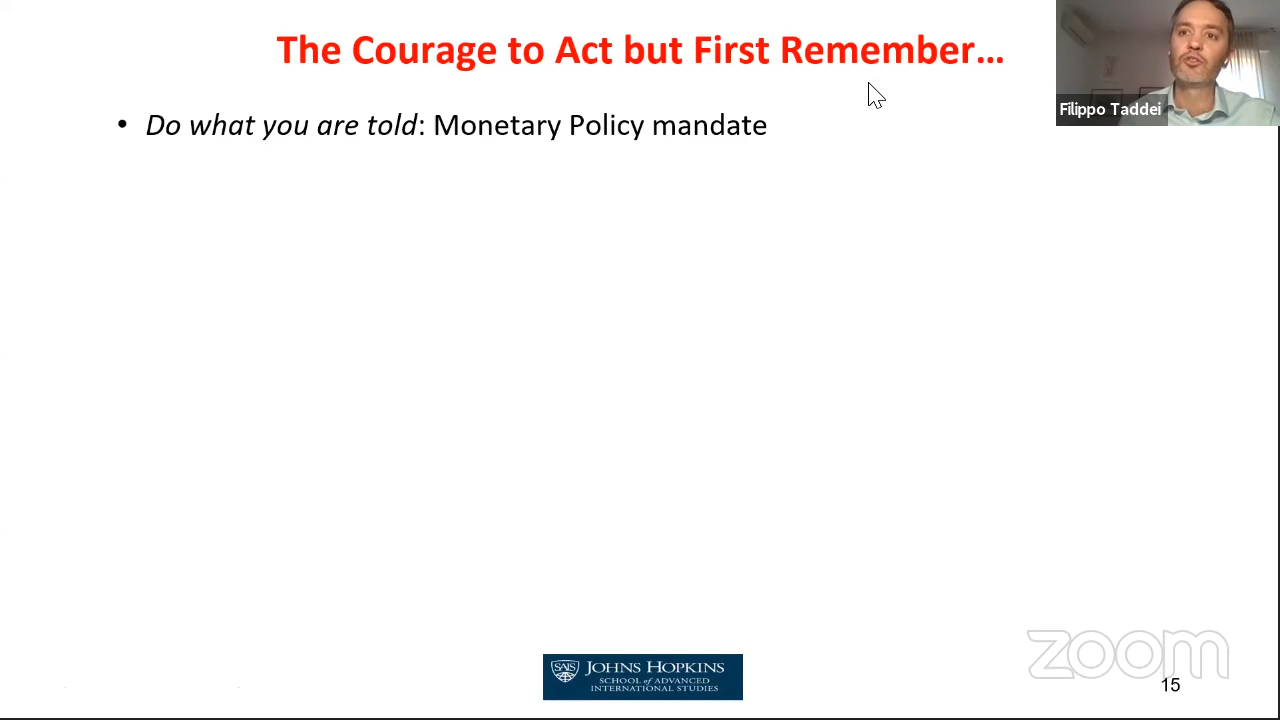 The Courage to Act but First Remember...
Filippo Taddei
• Do what you are told: Monetary Policy mandate
SAIS
JOHNS HOPKINS
SCHOOL of ADVANCED
INTERNATIONAL STUDIES
zoom
15